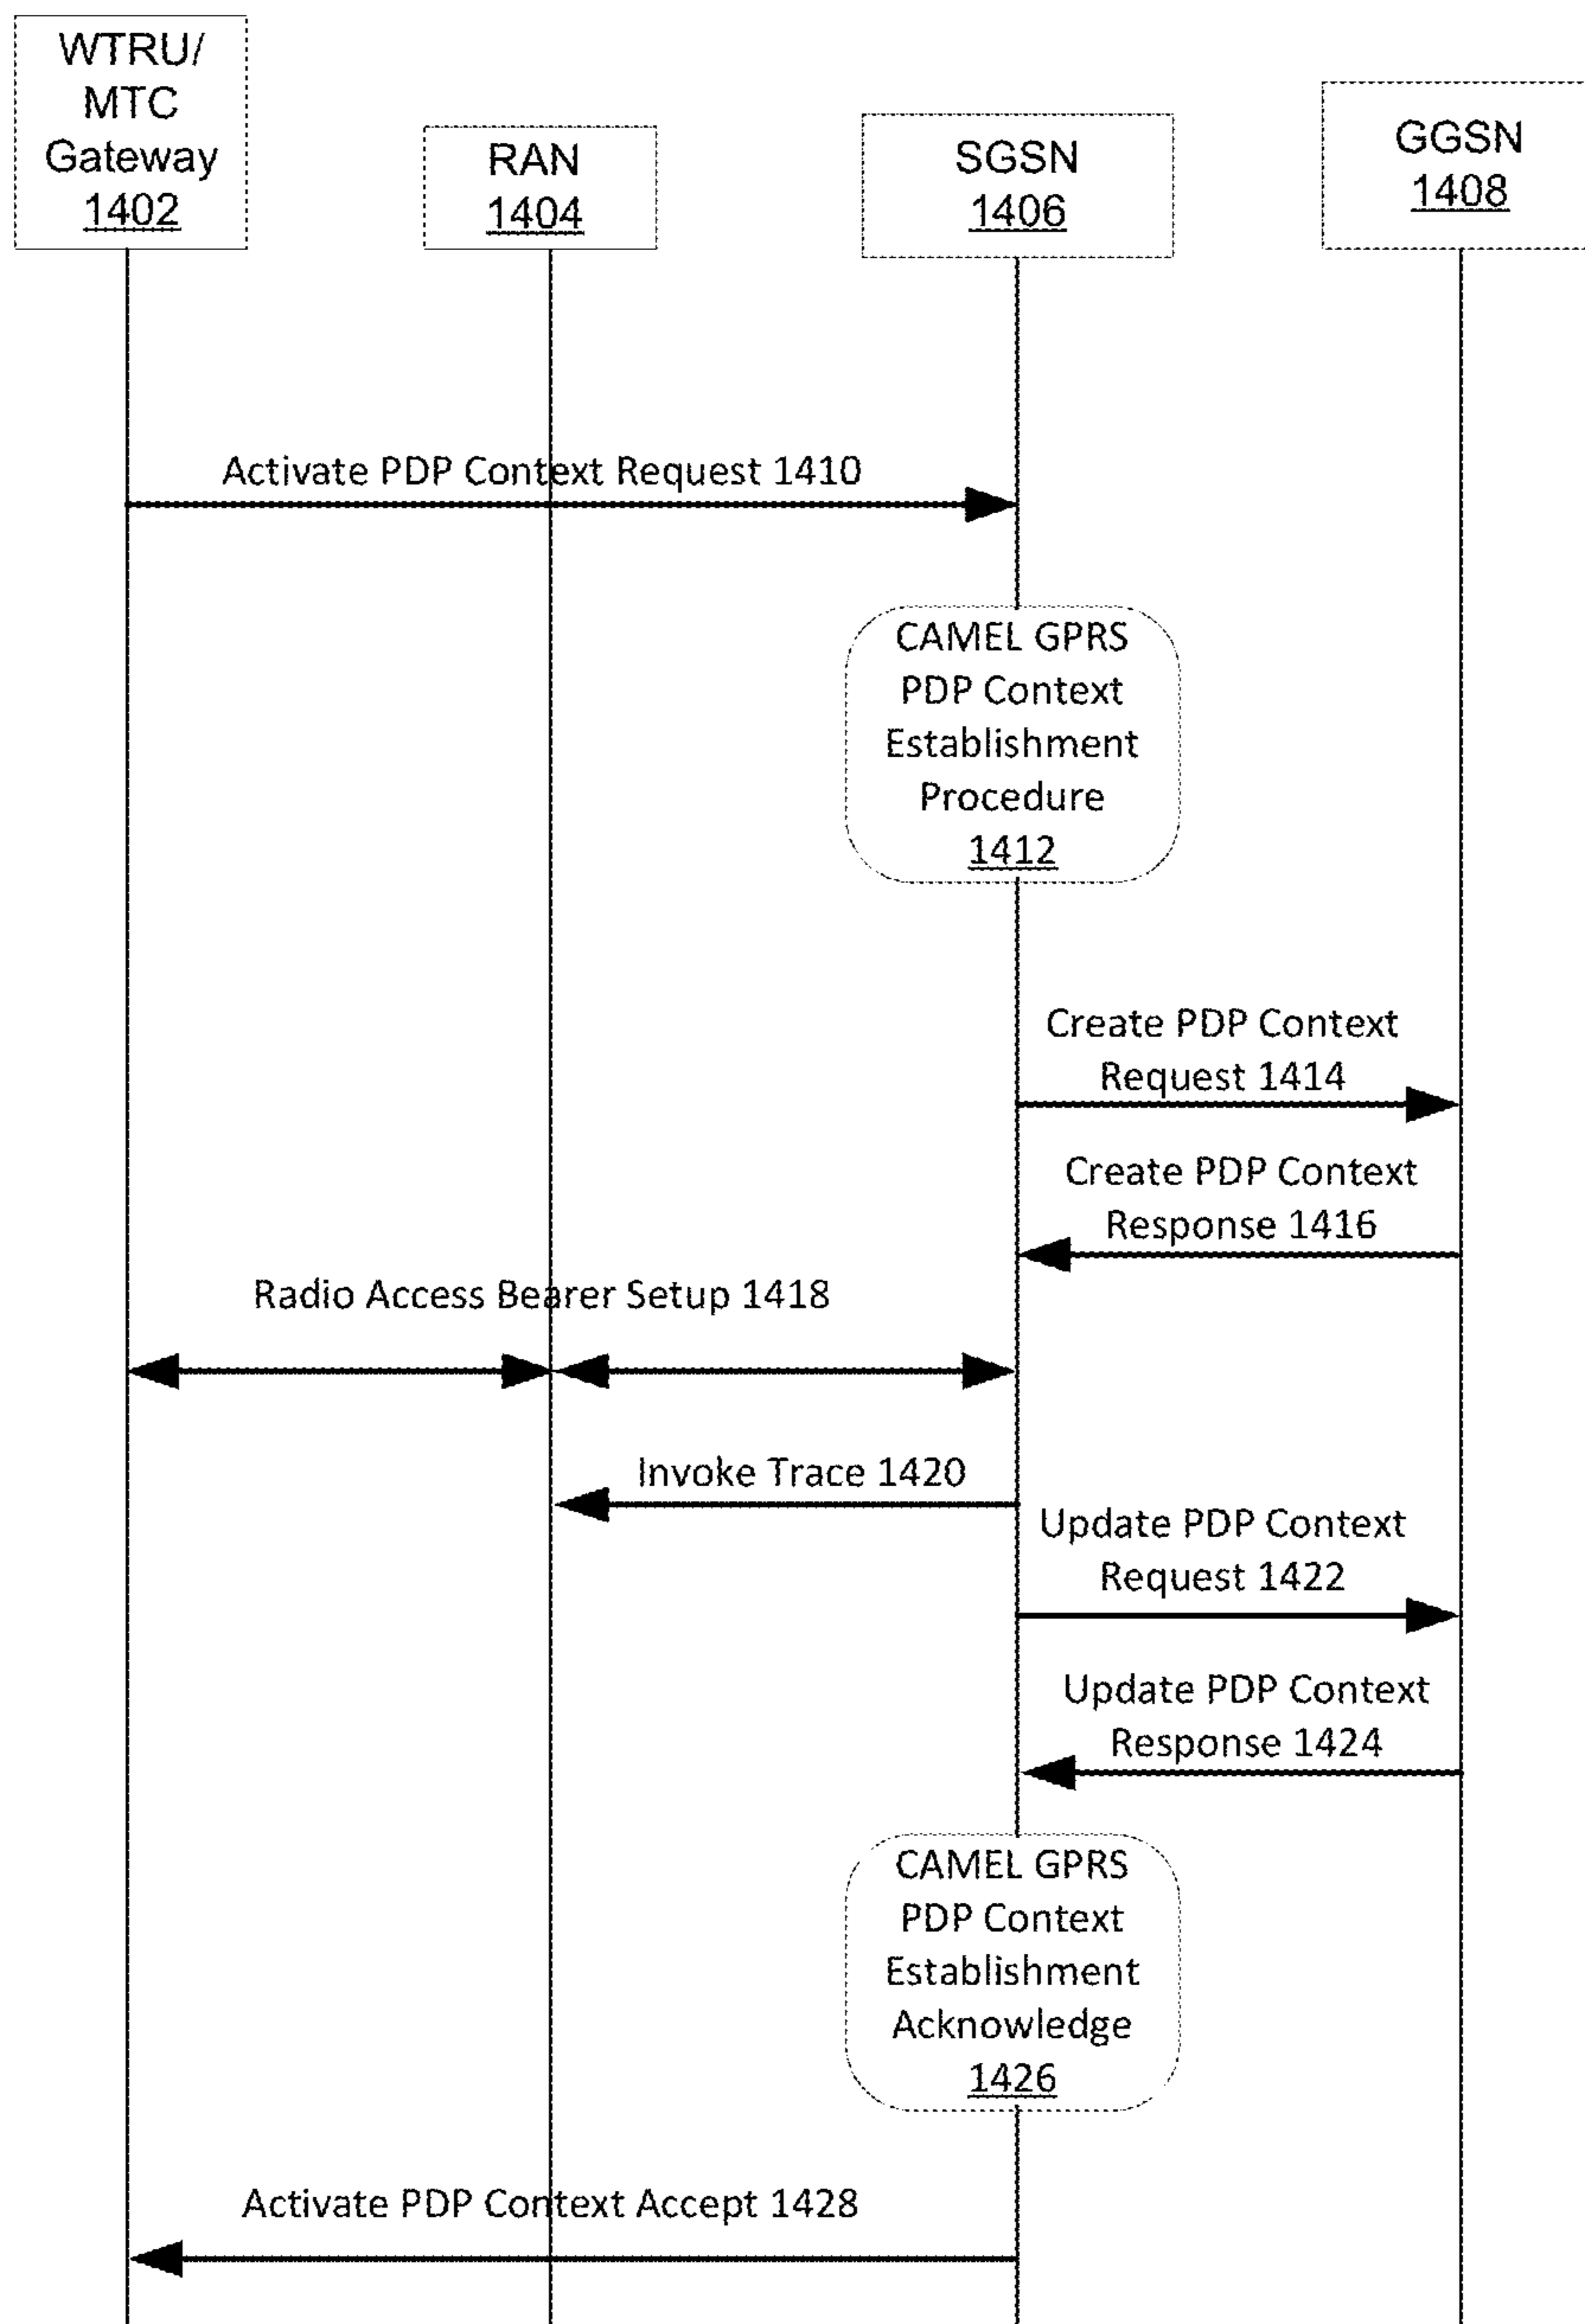 WTRU/
MTC
Gateway
1402
RAN
1404
SGSN
1406
GGSN
1408
Activate PDP Context Request 1410
CAMEL GPRS
PDP Context
Establishment
Procedure
1412
Create PDP Context
Request 1414
Create PDP Context
Response 1416
Radio Access Bearer Setup 1418
Invoke Trace 1420
Update PDP Context
Request 1422
Update PDP Context
Response 1424
CAMEL GPRS
PDP Context
Establishment
Acknowledge
1426
Activate PDP Context Accept 1428